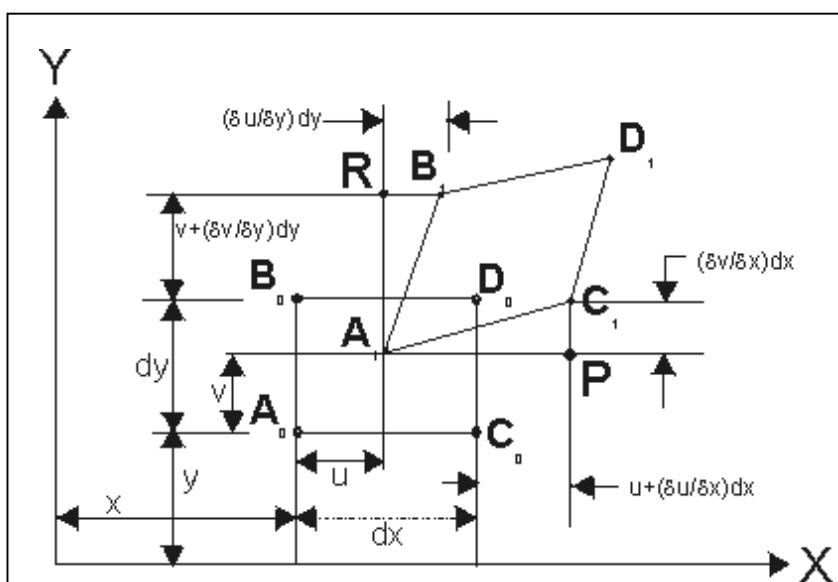 Y
(δu/δy)dy
D₁
R B₁
v+(δv/δy)dy
(δv/δx)dx
B₀ D₀ C₁
A₁
dy v P
A₀ C₀
u u+(δu/δx)dx
y
x dx
X